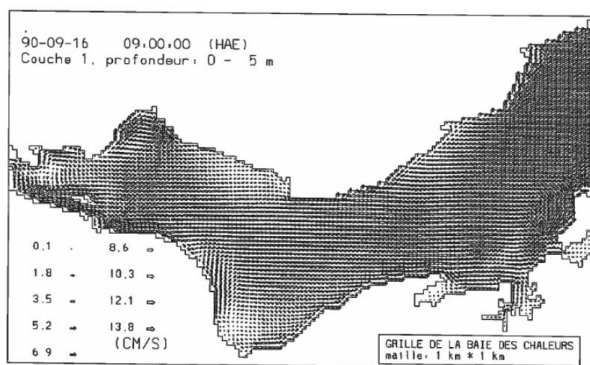 90-09-16 09:00:00 (HAE)
Couche 1, profondeur: 0 - 5 m
0.1 8.6
1.8 10.3
3.5 12.1
5.2 13.8
6.9 (CM/S)
GRILLE DE LA BAIE DES CHALEURS
maille: 1 km * 1 km